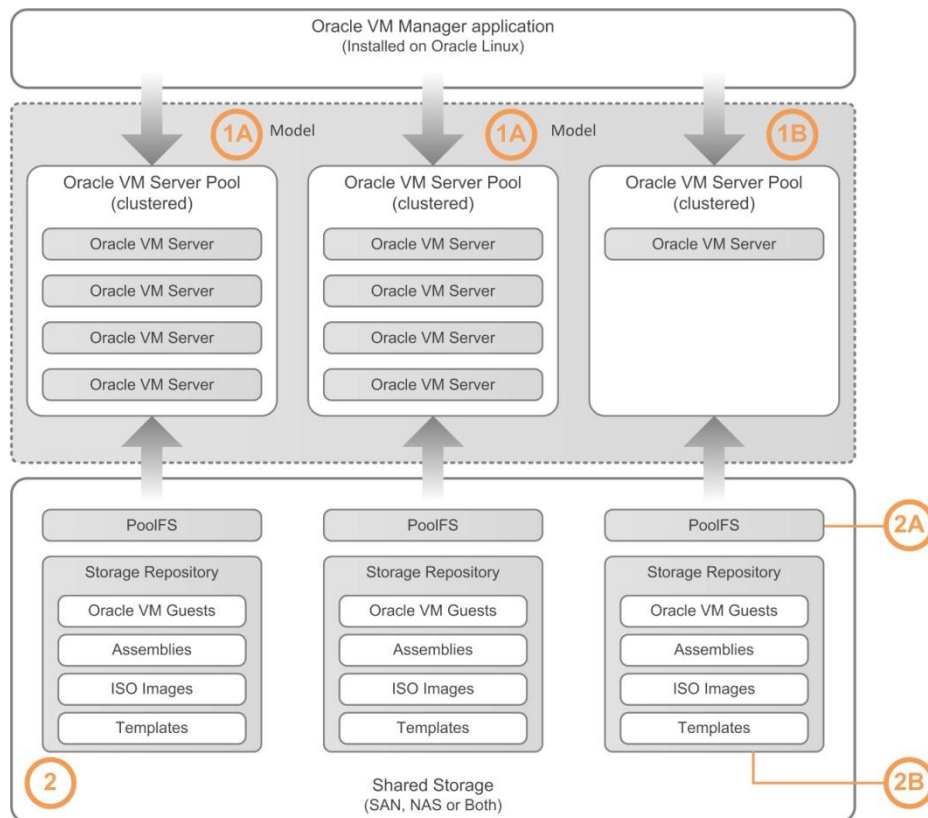 Oracle VM Manager application
(Installed on Oracle Linux)
1A Model
1A Model
1B
Oracle VM Server Pool
(clustered)
Oracle VM Server
Oracle VM Server
Oracle VM Server
Oracle VM Server
Oracle VM Server Pool
(clustered)
Oracle VM Server
Oracle VM Server
Oracle VM Server
Oracle VM Server
Oracle VM Server Pool
(clustered)
Oracle VM Server
PoolFS
Storage Repository
Oracle VM Guests
Assemblies
ISO Images
Templates
PoolFS
Storage Repository
Oracle VM Guests
Assemblies
ISO Images
Templates
PoolFS
2A
Storage Repository
Oracle VM Guests
Assemblies
ISO Images
Templates
2
2B
Shared Storage
(SAN, NAS or Both)